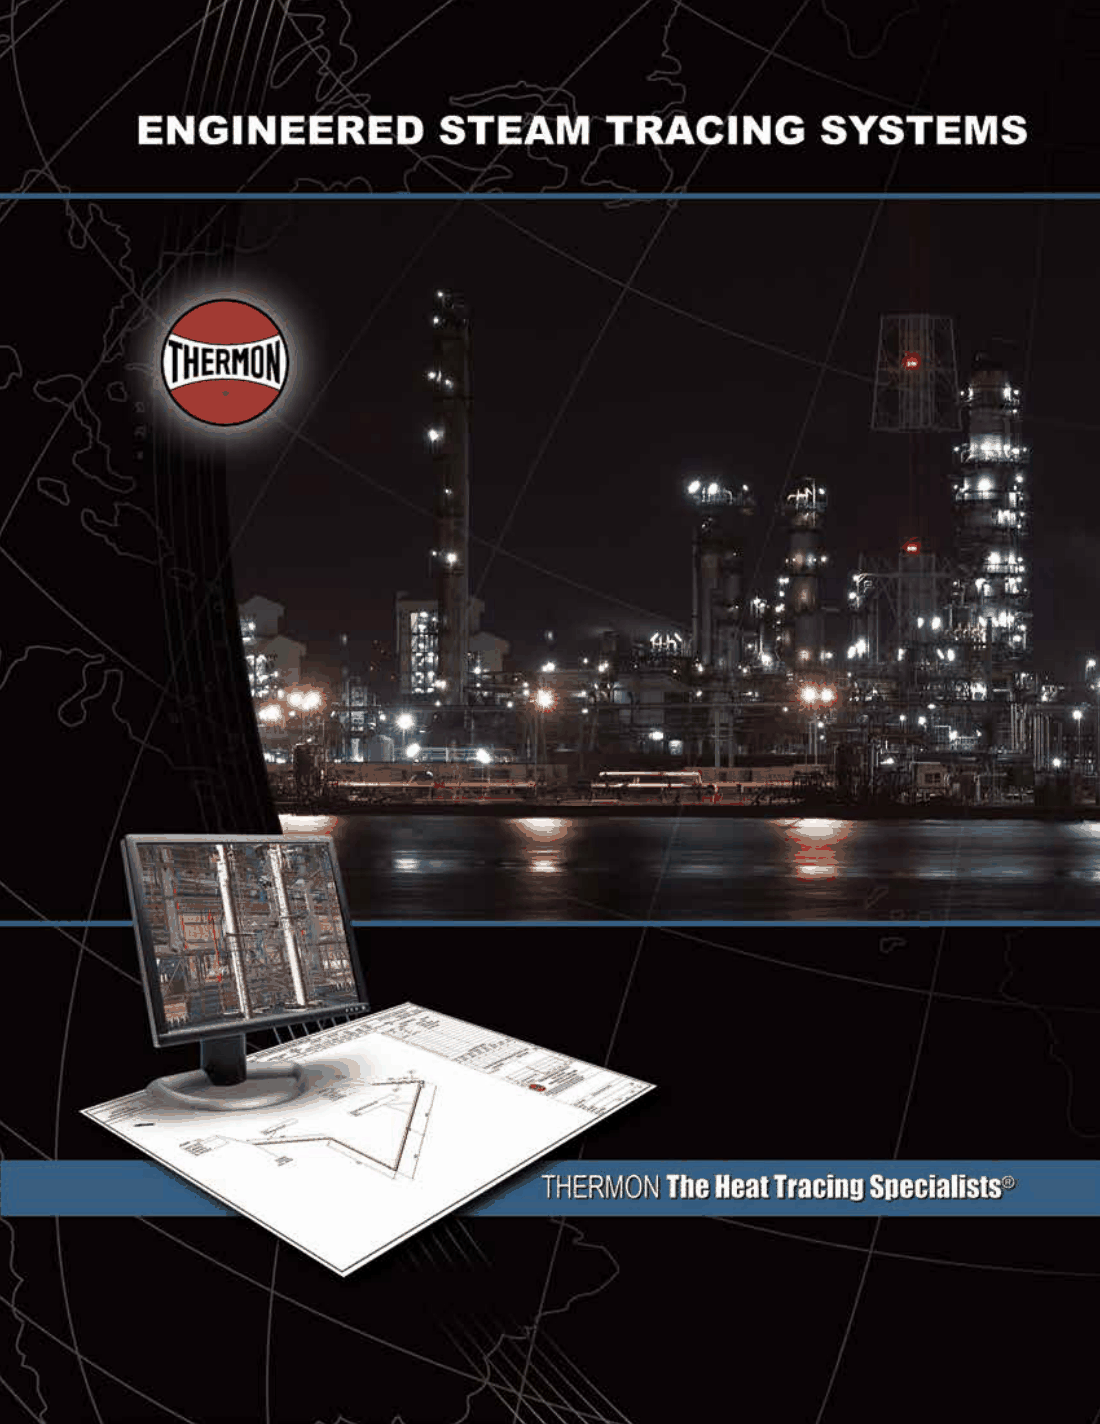 ENGINEERED STEAM TRACING SYSTEMS
THERMON
THERMON The Heat Tracing Specialists®